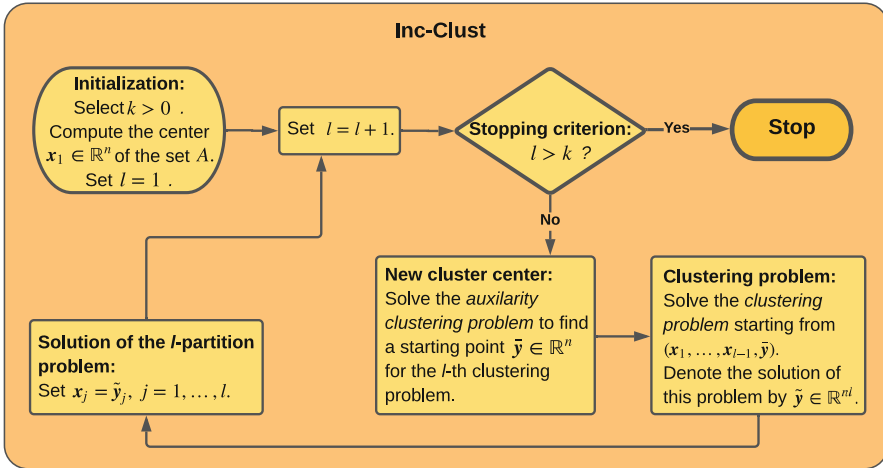 Inc-Clust
Initialization:
Select k > 0 .
Compute the center
x₁ ∈ ℝⁿ of the set A.
Set l = 1 .
Set l = l + 1.
Stopping criterion:
l > k ?
Yes
Stop
No
New cluster center:
Solve the auxilarity
clustering problem to find
a starting point ȳ ∈ ℝⁿ
for the l-th clustering
problem.
Clustering problem:
Solve the clustering
problem starting from
(x₁, … , xₗ₋₁, ȳ).
Denote the solution of
this problem by ỹ ∈ ℝⁿˡ.
Solution of the l-partition
problem:
Set xⱼ = ỹⱼ, j = 1, … , l.